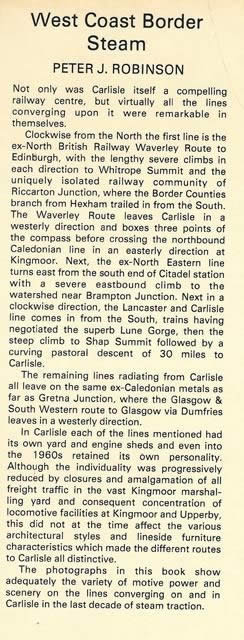 West Coast Border
Steam
PETER J. ROBINSON
Not only was Carlisle itself a compelling
railway centre, but virtually all the lines
converging upon it were remarkable in
themselves.
Clockwise from the North the first line is the
ex-North British Railway Waverley Route to
Edinburgh, with the lengthy severe climbs in
each direction to Whitrope Summit and the
uniquely isolated railway community of
Riccarton Junction, where the Border Counties
branch from Hexham trailed in from the South.
The Waverley Route leaves Carlisle in a
westerly direction and boxes three points of
the compass before crossing the northbound
Caledonian line in an easterly direction at
Kingmoor. Next, the ex-North Eastern line
turns east from the south end of Citadel station
with a severe eastbound climb to the
watershed near Brampton Junction. Next in a
clockwise direction, the Lancaster and Carlisle
line comes in from the South, trains having
negotiated the superb Lune Gorge, then the
steep climb to Shap Summit followed by a
curving pastoral descent of 30 miles to
Carlisle.
The remaining lines radiating from Carlisle
all leave on the same ex-Caledonian metals as
far as Gretna Junction, where the Glasgow &
South Western route to Glasgow via Dumfries
leaves in a westerly direction.
In Carlisle each of the lines mentioned had
its own yard and engine sheds and even into
the 1960s retained its own personality.
Although the individuality was progressively
reduced by closures and amalgamation of all
freight traffic in the vast Kingmoor marshal-
ling yard and consequent concentration of
locomotive facilities at Kingmoor and Upperby,
this did not at the time affect the various
architectural styles and lineside furniture
characteristics which made the different routes
to Carlisle all distinctive.
The photographs in this book show
adequately the variety of motive power and
scenery on the lines converging on and in
Carlisle in the last decade of steam traction.